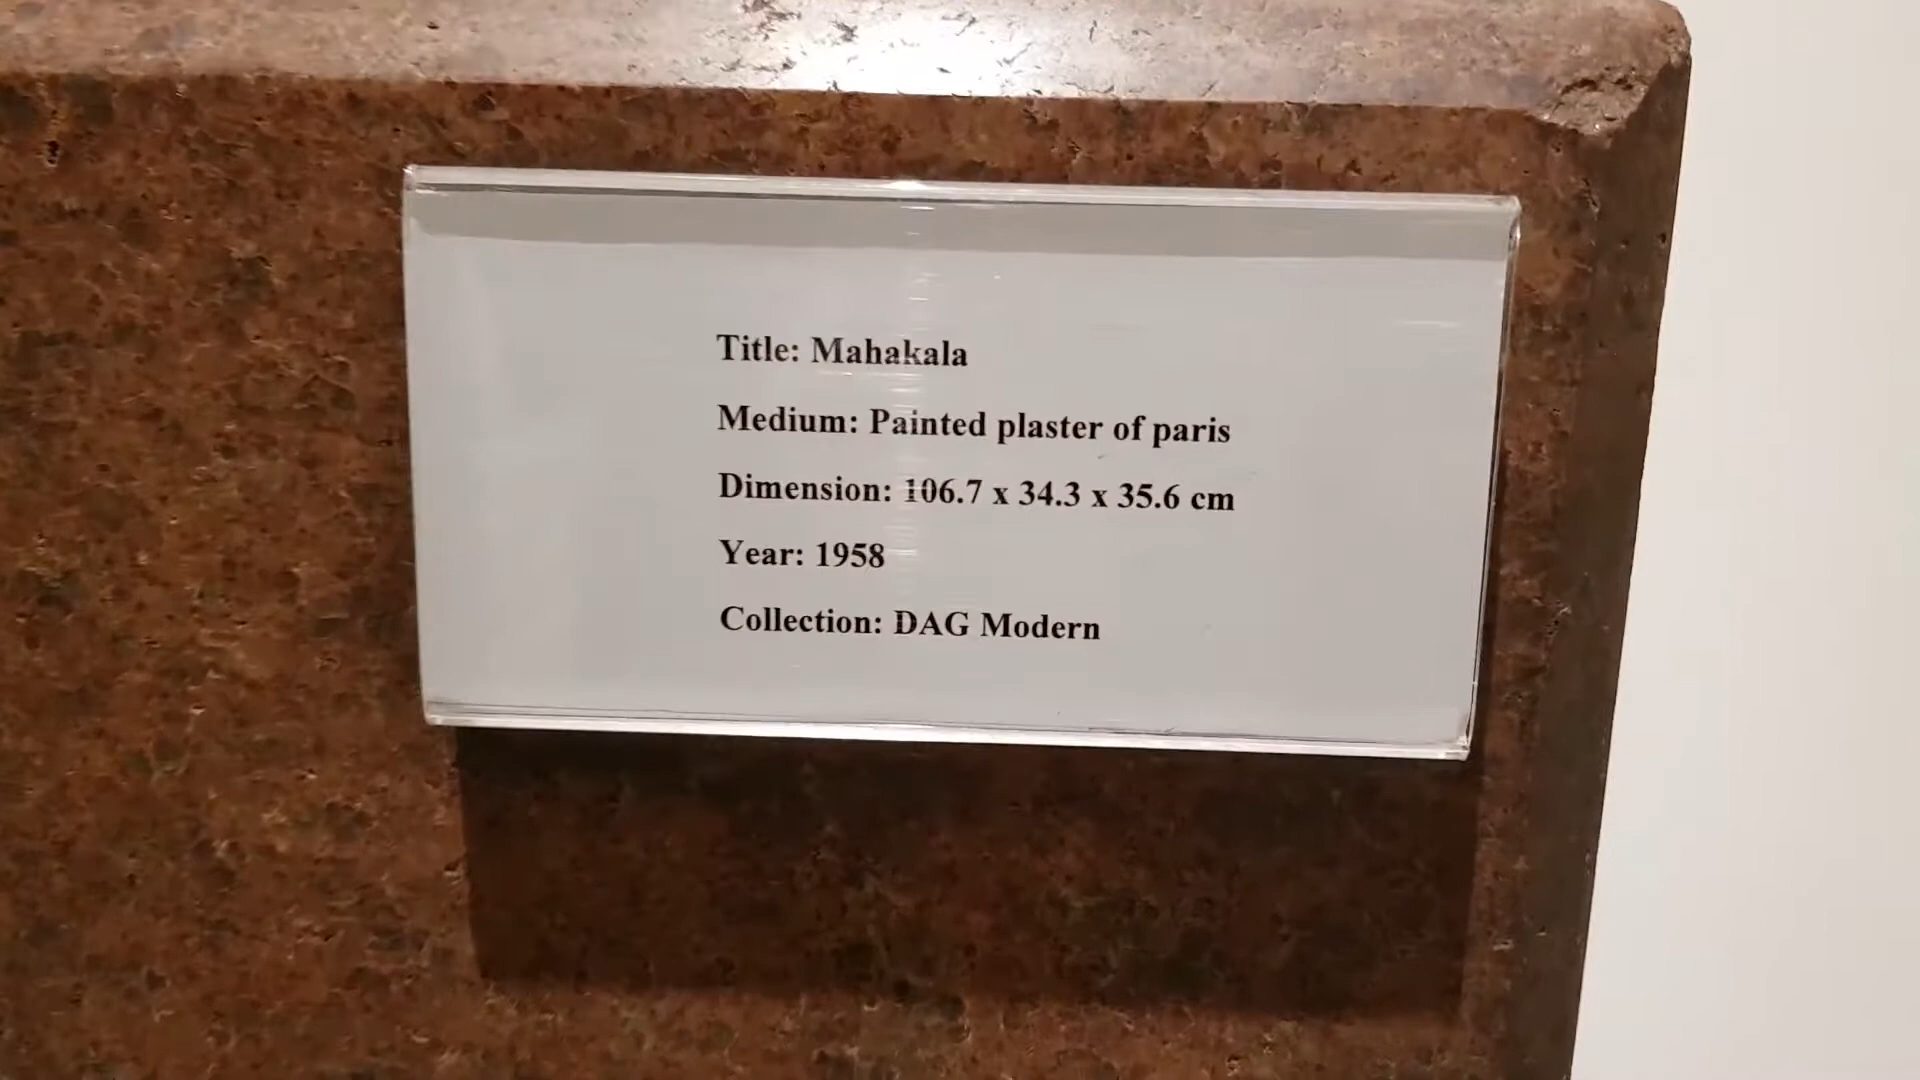 Title: Mahakala
Medium: Painted plaster of paris
Dimension: 106.7 x 34.3 x 35.6 cm
Year: 1958
Collection: DAG Modern